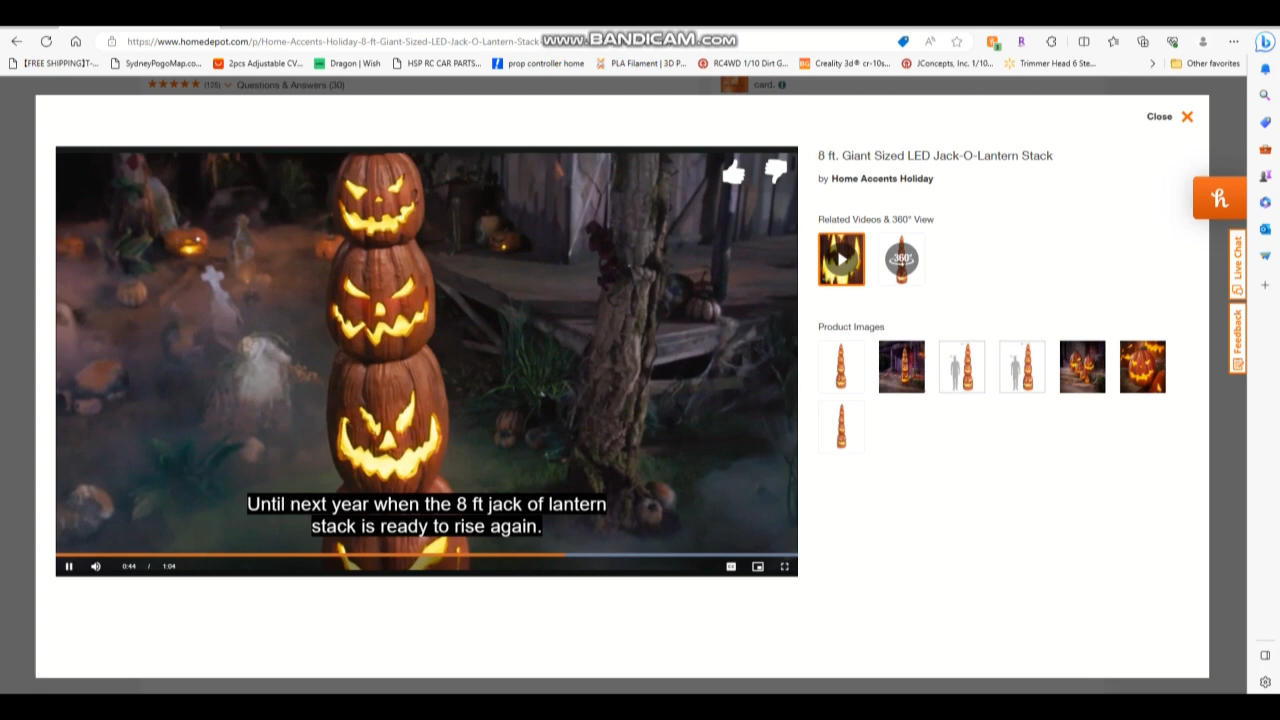 https://www.homedepot.com/p/Home-Accents-Holiday-8-ft-Giant-Sized-LED-Jack-O-Lantern-Stack-
www.BANDICAM.com
[FREE SHIPPING]T-...
SydneyPogoMap.co...
2pcs Adjustable CV...
Dragon | Wish
HSP RC CAR PARTS...
prop controller home
PLA Filament | 3D P...
RC4WD 1/10 Dirt G...
Creality 3d® cr-10s...
JConcepts, Inc. 1/10...
Trimmer Head 6 Ste...
Other favorites
(126) Questions & Answers (30)
card.
Close
8 ft. Giant Sized LED Jack-O-Lantern Stack
by Home Accents Holiday
Related Videos & 360° View
360°
Product Images
Live Chat
Feedback
Until next year when the 8 ft jack of lantern
stack is ready to rise again.
0:44 / 1:04